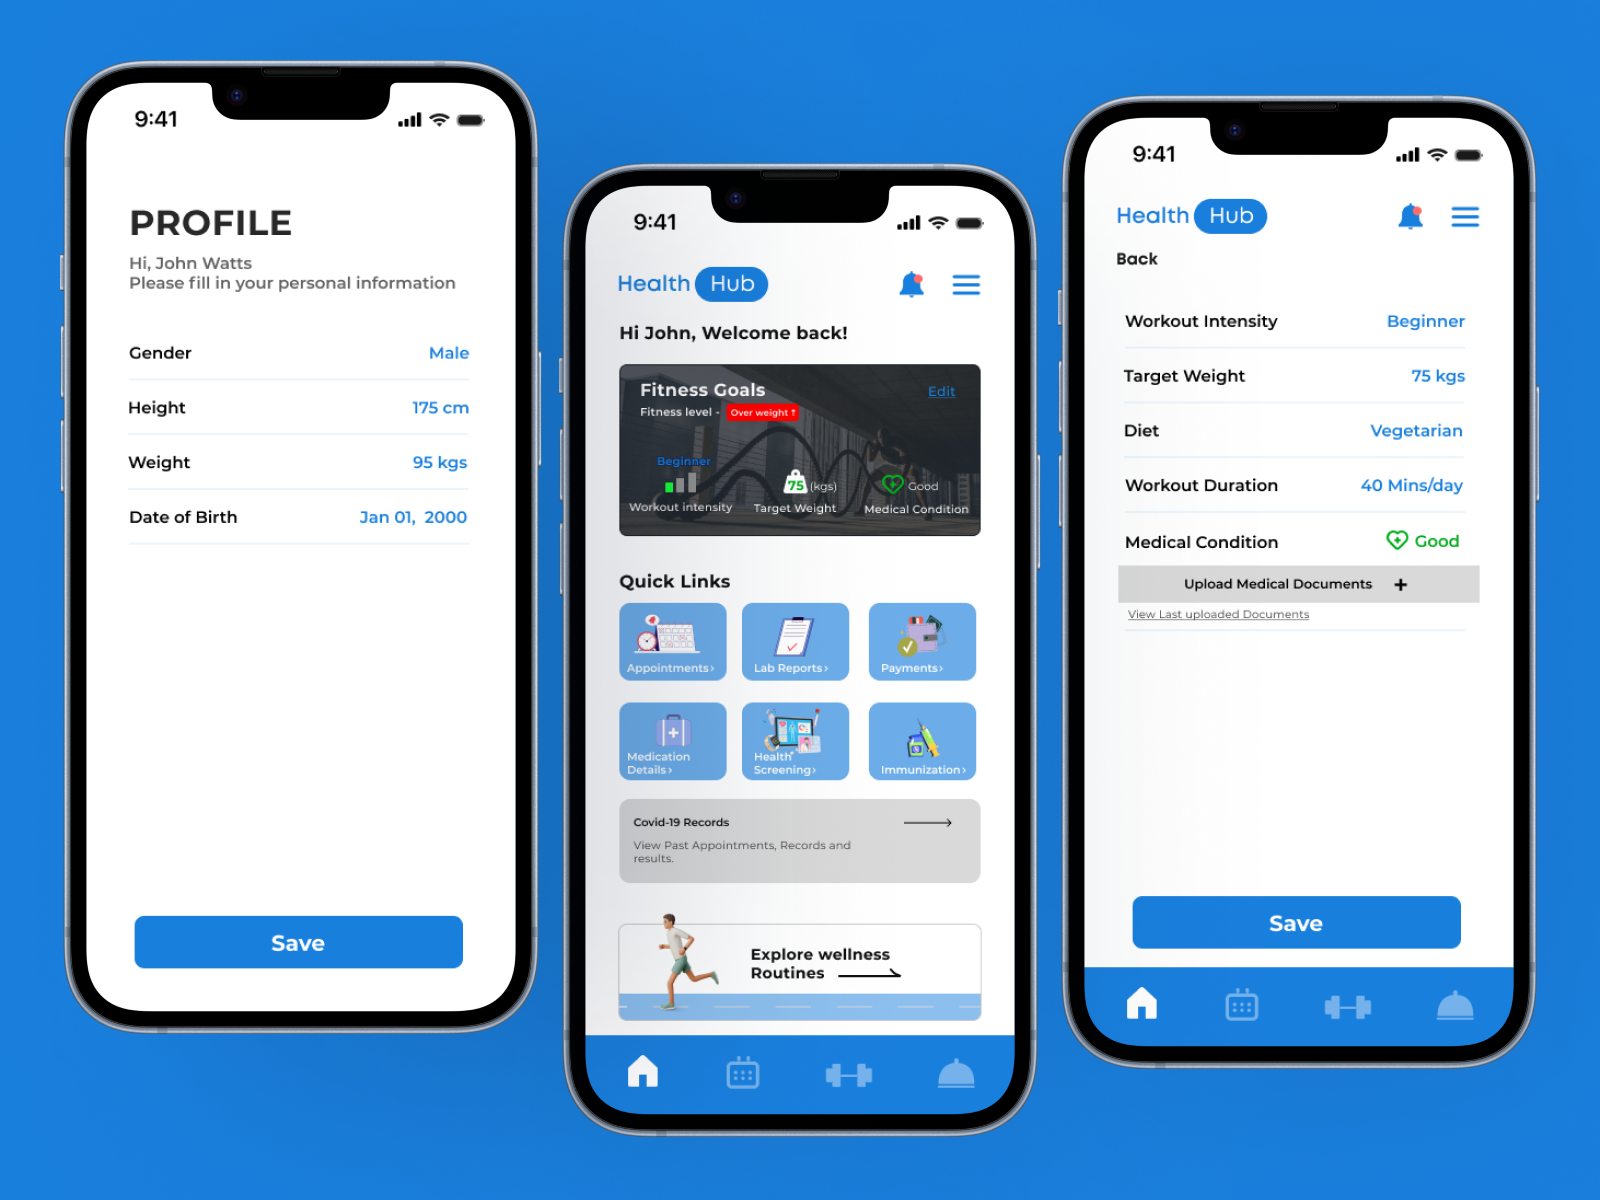 9:41
PROFILE
Hi, John Watts
Please fill in your personal information
Gender Male
Height 175 cm
Weight 95 kgs
Date of Birth Jan 01, 2000
Save
9:41
Health Hub
Hi John, Welcome back!
Fitness Goals Edit
Fitness level - Over weight ↑
Beginner
75 (kgs)
Good
Workout intensity Target Weight Medical Condition
Quick Links
Appointments › Lab Reports › Payments ›
Medication
Details ›
Health
Screening ›
Immunization ›
Covid-19 Records
View Past Appointments, Records and
results.
Explore wellness
Routines
9:41
Health Hub
Back
Workout Intensity Beginner
Target Weight 75 kgs
Diet Vegetarian
Workout Duration 40 Mins/day
Medical Condition Good
Upload Medical Documents +
View Last uploaded Documents
Save